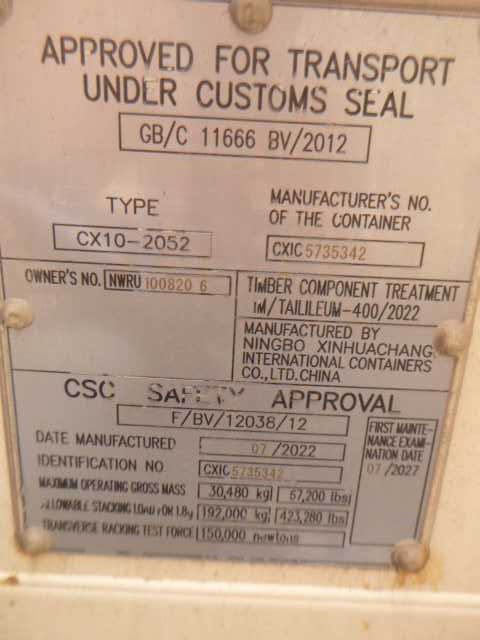 APPROVED FOR TRANSPORT
UNDER CUSTOMS SEAL
GB/C 11666 BV/2012
TYPE
CX10-2052
MANUFACTURER'S NO.
OF THE CONTAINER
CXIC 5735342
OWNER'S NO. NWRU 100820 6
TIMBER COMPONENT TREATMENT
IM/TAILILEUM-400/2022
MANUFACTURED BY
NINGBO XINHUACHANG
INTERNATIONAL CONTAINERS
CO.,LTD.CHINA
CSC SAFETY APPROVAL
F/BV/12038/12
DATE MANUFACTURED 07/2022
IDENTIFICATION NO CXIC 5735342
MAXIMUM OPERATING GROSS MASS 30,480 kg 67,200 lbs
ALLOWABLE STACKING LOAD FOR 1.8g 192,000 kg 423,280 lbs
TRANSVERSE RACKING TEST FORCE 150,000 newtons
FIRST MAINTE-
NANCE EXAMI-
NATION DATE
07/2027